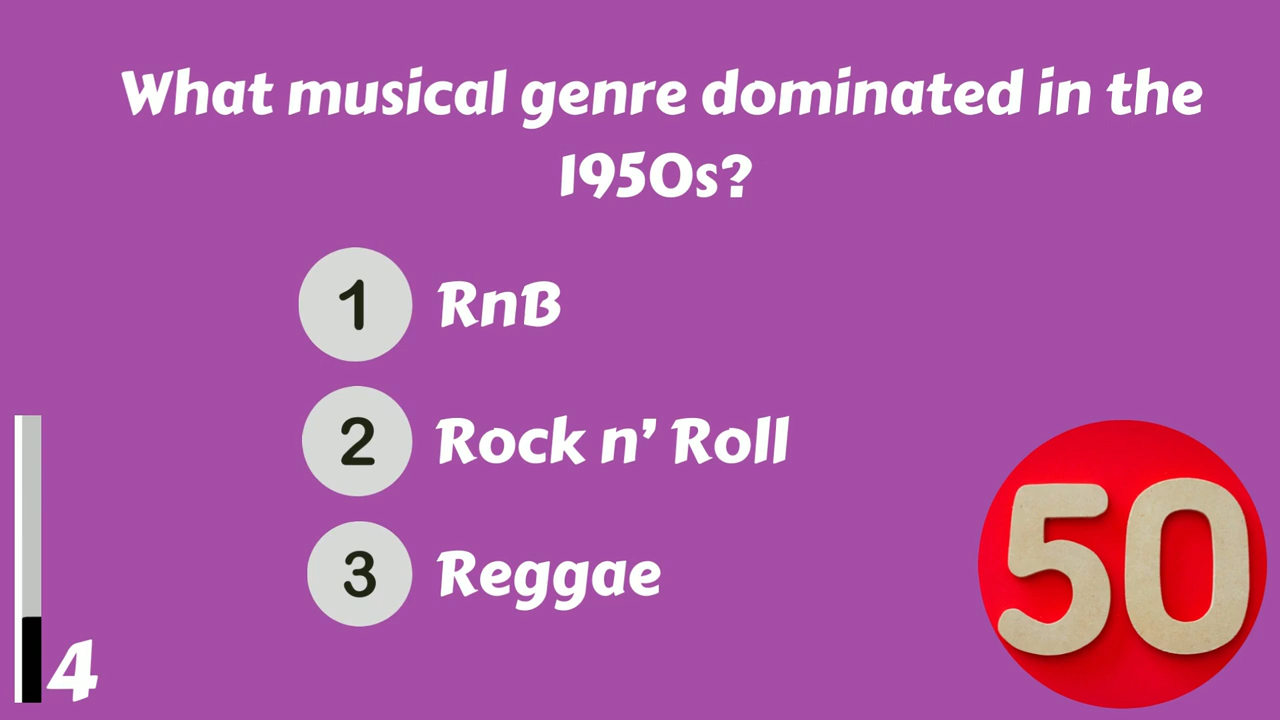 What musical genre dominated in the
1950s?
1 RnB
2 Rock n’ Roll
3 Reggae
50
4